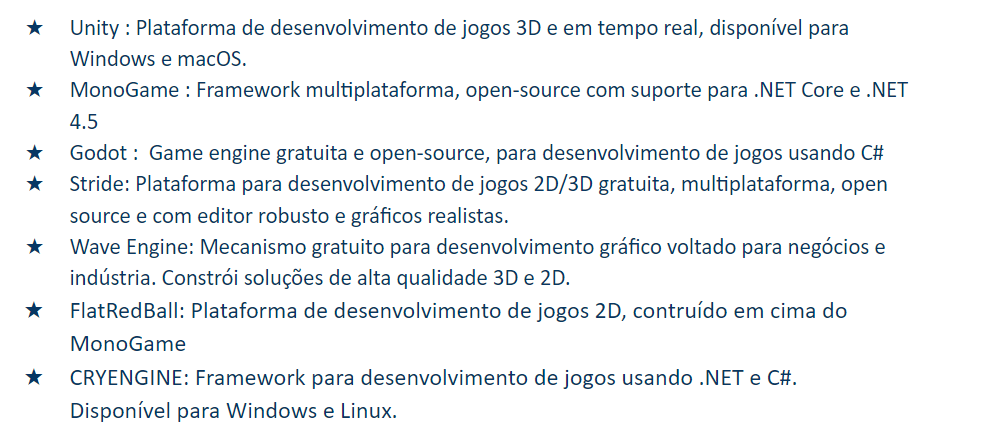 ★ Unity : Plataforma de desenvolvimento de jogos 3D e em tempo real, disponível para
Windows e macOS.
★ MonoGame : Framework multiplataforma, open-source com suporte para .NET Core e .NET
4.5
★ Godot :  Game engine gratuita e open-source, para desenvolvimento de jogos usando C#
★ Stride: Plataforma para desenvolvimento de jogos 2D/3D gratuita, multiplataforma, open
source e com editor robusto e gráficos realistas.
★ Wave Engine: Mecanismo gratuito para desenvolvimento gráfico voltado para negócios e
indústria. Constrói soluções de alta qualidade 3D e 2D.
★ FlatRedBall: Plataforma de desenvolvimento de jogos 2D, contruído em cima do
MonoGame
★ CRYENGINE: Framework para desenvolvimento de jogos usando .NET e C#.
Disponível para Windows e Linux.